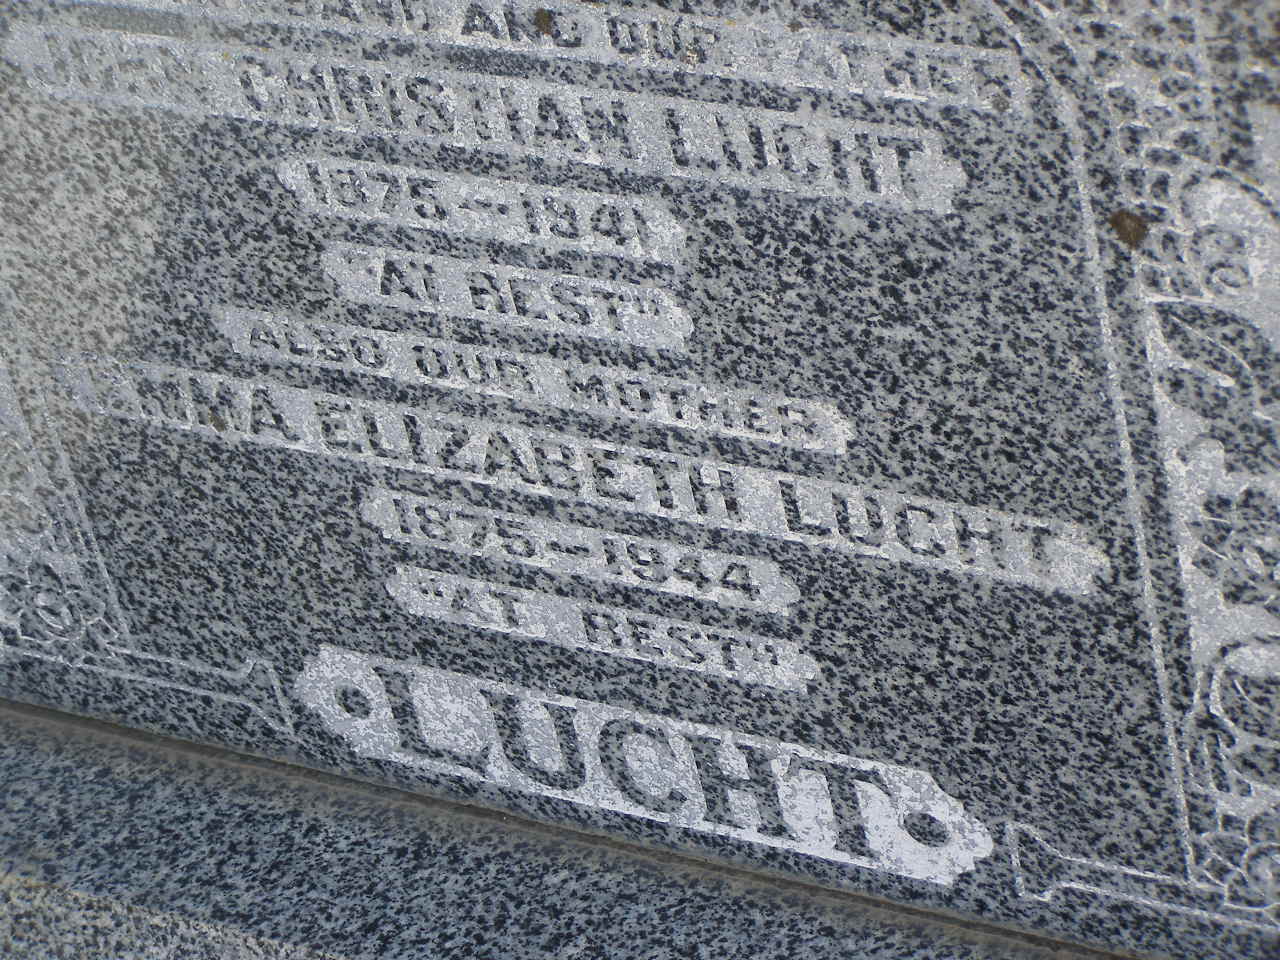 AND OUR FATHER
CHRISTIAN LUCHT
1875—1941
"AT REST"
ALSO OUR MOTHER
EMMA ELIZABETH LUCHT
1875—1944
"AT REST"
LUCHT